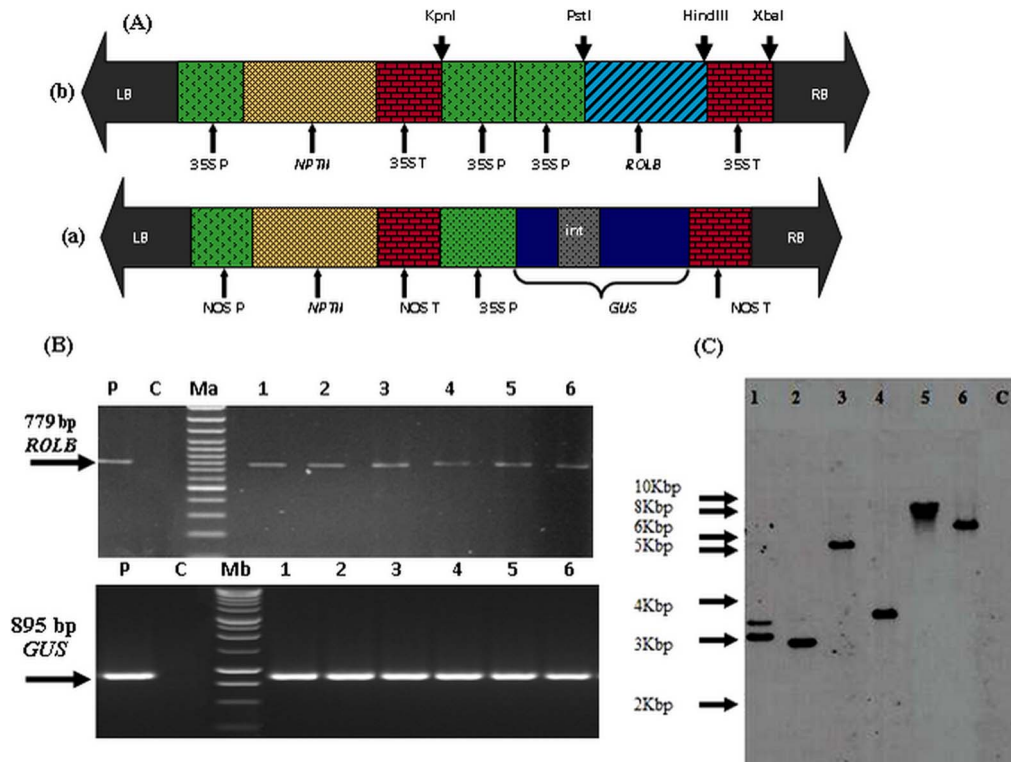 (A)
KpnI PstI HindIII XbaI
(b)
LB RB
35S P NPTII 35S T 35S P 35S P ROLB 35S T
(a)
LB int RB
NOS P NPTII NOS T 35S P GUS NOS T
(B)
P C Ma 1 2 3 4 5 6
779 bp
ROLB
P C Mb 1 2 3 4 5 6
895 bp
GUS
(C)
1 2 3 4 5 6 C
10Kbp
8Kbp
6Kbp
5Kbp
4Kbp
3Kbp
2Kbp